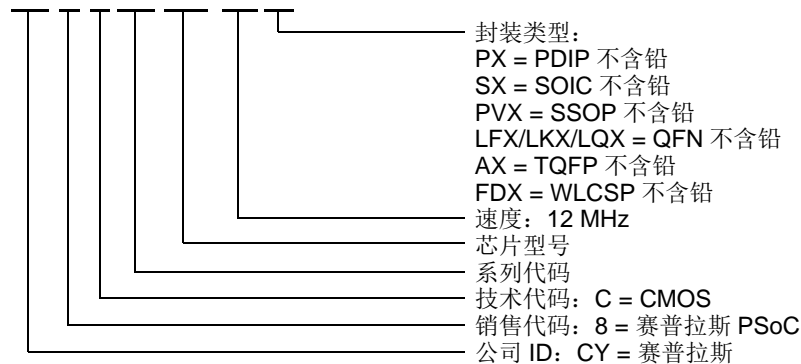 封装类型：
PX = PDIP 不含铅
SX = SOIC 不含铅
PVX = SSOP 不含铅
LFX/LKX/LQX = QFN 不含铅
AX = TQFP 不含铅
FDX = WLCSP 不含铅
速度：12 MHz
芯片型号
系列代码
技术代码：C = CMOS
销售代码：8 = 赛普拉斯 PSoC
公司 ID：CY = 赛普拉斯